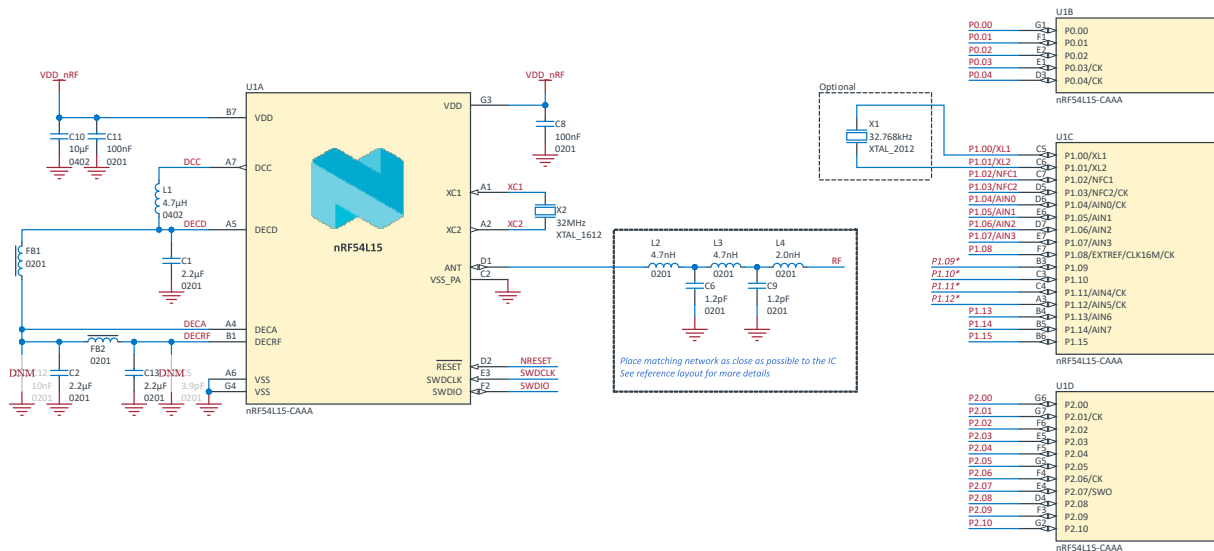 VDD_nRF
C10
10µF
0402
C11
100nF
0201
DCC
L1
4.7µH
0402
DECD
FB1
0201
C1
2.2µF
0201
DECA
DECRF
FB2
0201
DNM
10nF
0201
C2
2.2µF
0201
C13
2.2µF
0201
DNM
3.9pF
0201
U1A
B7
VDD
A7
DCC
A5
DECD
A4
DECA
B1
DECRF
A6
VSS
G4
VSS
nRF54L15
VDD
G3
XC1
A1
XC2
A2
ANT
D1
VSS_PA
C2
RESET
D2
NRESET
SWDCLK
E3
SWDCLK
SWDIO
F2
SWDIO
nRF54L15-CAAA
VDD_nRF
C8
100nF
0201
XC1
XC2
X2
32MHz
XTAL_1612
L2
4.7nH
0201
L3
4.7nH
0201
L4
2.0nH
0201
RF
C6
1.2pF
0201
C9
1.2pF
0201
Place matching network as close as possible to the IC
See reference layout for more details
Optional
X1
32.768kHz
XTAL_2012
U1B
P0.00 G1 P0.00
P0.01 F1 P0.01
P0.02 E2 P0.02
P0.03 E1 P0.03/CK
P0.04 D3 P0.04/CK
nRF54L15-CAAA
U1C
P1.00/XL1 C5 P1.00/XL1
P1.01/XL2 C6 P1.01/XL2
P1.02/NFC1 C7 P1.02/NFC1
P1.03/NFC2 D5 P1.03/NFC2/CK
P1.04/AIN0 D6 P1.04/AIN0/CK
P1.05/AIN1 E6 P1.05/AIN1
P1.06/AIN2 D7 P1.06/AIN2
P1.07/AIN3 E7 P1.07/AIN3
P1.08 F7 P1.08/EXTREF/CLK16M/CK
P1.09* B3 P1.09
P1.10* C3 P1.10
P1.11* C4 P1.11/AIN4/CK
P1.12* A3 P1.12/AIN5/CK
P1.13 B4 P1.13/AIN6
P1.14 B5 P1.14/AIN7
P1.15 B6 P1.15
nRF54L15-CAAA
U1D
P2.00 G6 P2.00
P2.01 G7 P2.01/CK
P2.02 F6 P2.02
P2.03 E5 P2.03
P2.04 F5 P2.04
P2.05 G5 P2.05
P2.06 F4 P2.06/CK
P2.07 E4 P2.07/SWO
P2.08 D4 P2.08
P2.09 F3 P2.09
P2.10 G2 P2.10
nRF54L15-CAAA